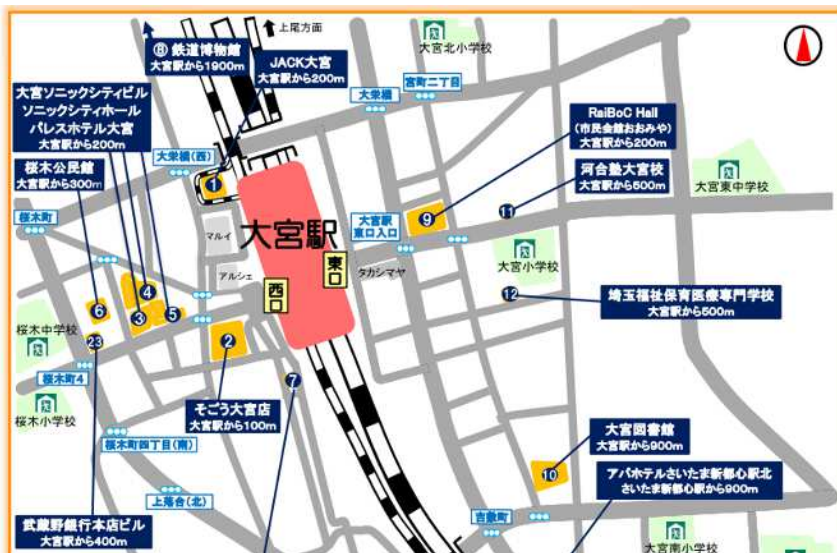 上尾方面
⑧ 鉄道博物館
大宮駅から1900m
JACK大宮
大宮駅から200m
大宮北小学校
宮町二丁目
大栄橋
大宮ソニックシティビル
ソニックシティホール
パレスホテル大宮
大宮駅から200m
RaiBoC Hall
(市民会館おおみや)
大宮駅から200m
大栄橋(西)
桜木公民館
大宮駅から300m
河合塾大宮校
大宮駅から500m
大宮東中学校
桜木町
1
9
11
大宮駅
東口入口
マルイ
大宮駅
アルシェ
東口
西口
タカシマヤ
大宮小学校
12
埼玉福祉保育医療専門学校
大宮駅から500m
6
4
3
5
桜木中学校
23
2
桜木町4
7
桜木小学校
そごう大宮店
大宮駅から100m
大宮図書館
大宮駅から900m
桜木町四丁目(南)
10
アパホテルさいたま新都心駅北
さいたま新都心駅から900m
上落合(北)
吉敷町
武蔵野銀行本店ビル
大宮駅から400m
大宮南小学校